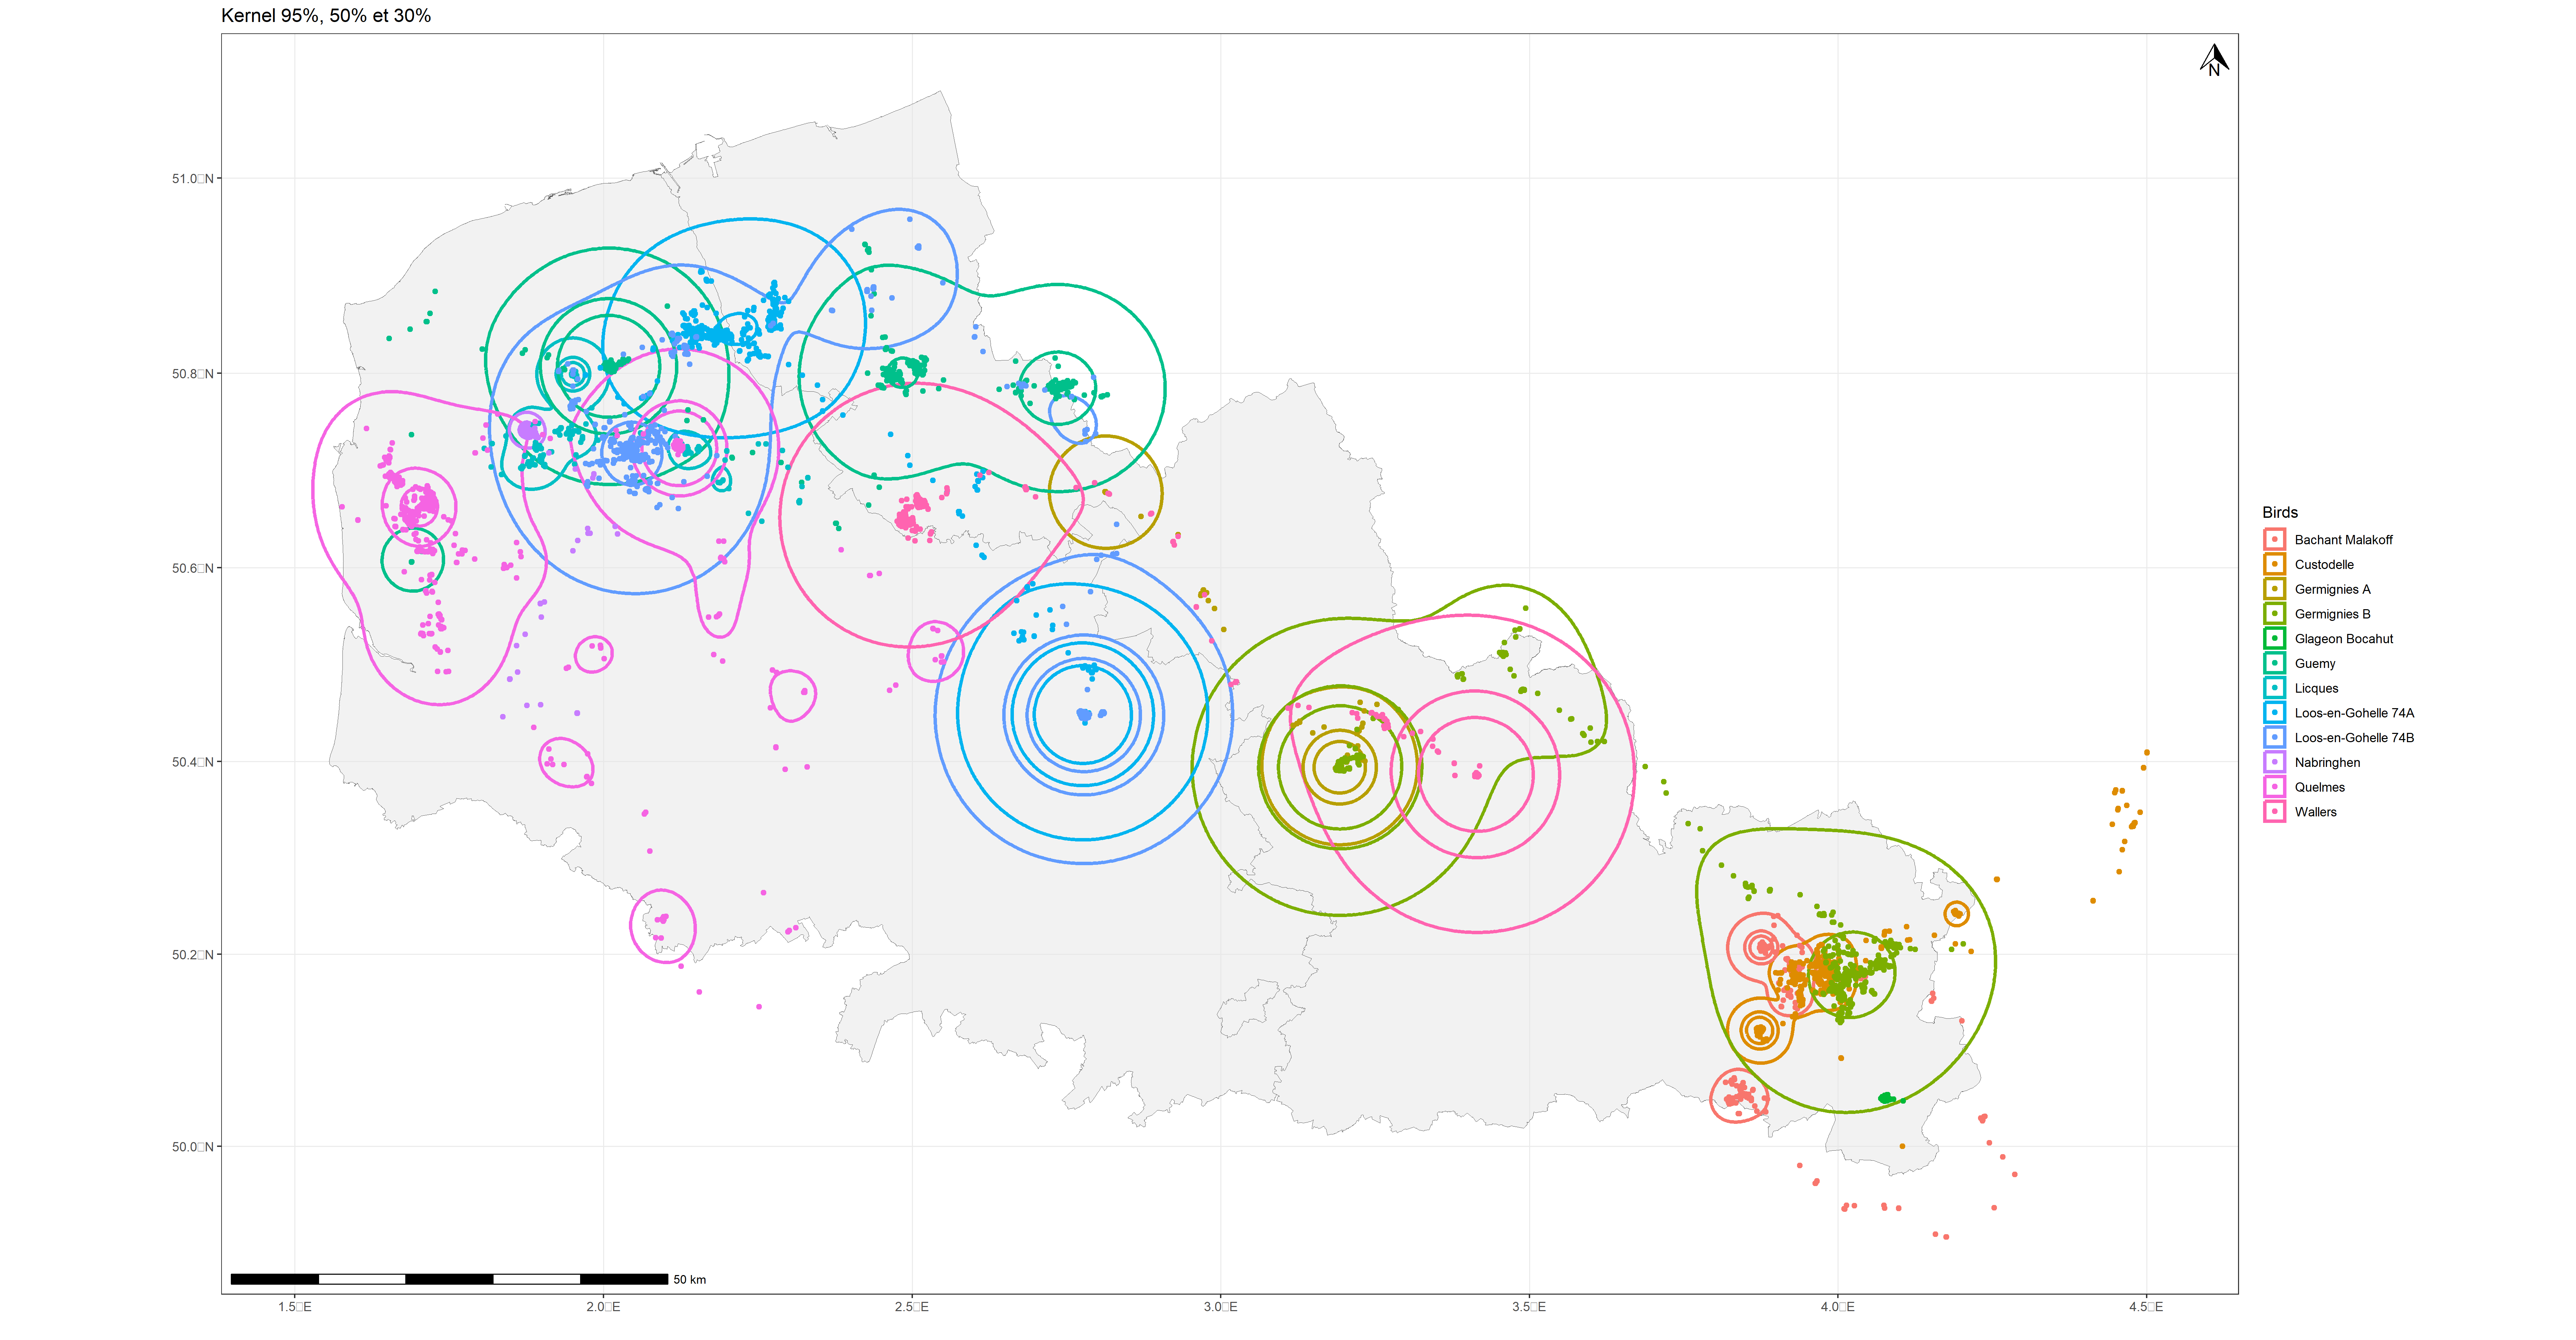 Kernel 95%, 50% et 30%
N
51.0□N
50.8□N
50.6□N
50.4□N
50.2□N
50.0□N
50 km
1.5□E
2.0□E
2.5□E
3.0□E
3.5□E
4.0□E
4.5□E
Birds
Bachant Malakoff
Custodelle
Germignies A
Germignies B
Glageon Bocahut
Guemy
Licques
Loos-en-Gohelle 74A
Loos-en-Gohelle 74B
Nabringhen
Quelmes
Wallers